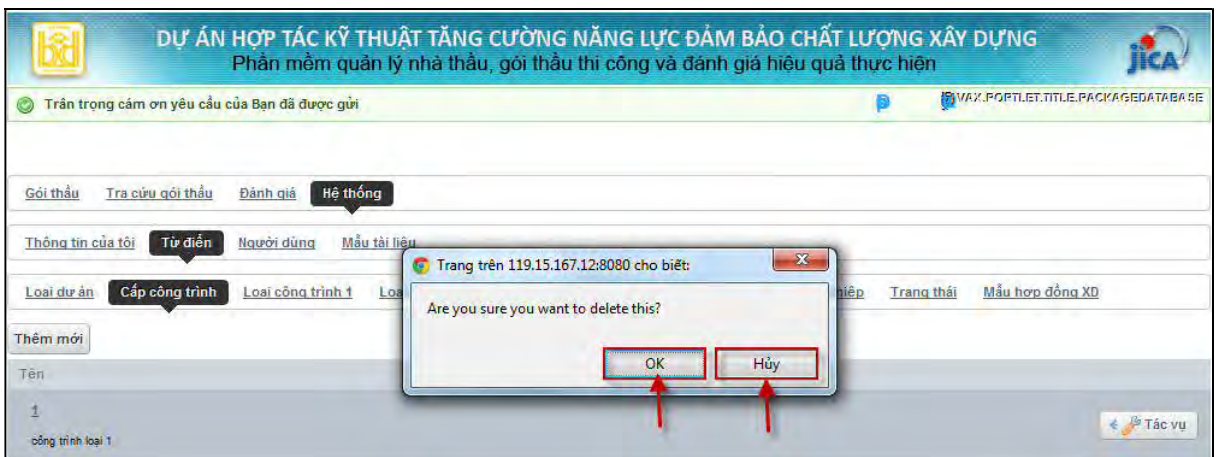 DỰ ÁN HỢP TÁC KỸ THUẬT TĂNG CƯỜNG NĂNG LỰC ĐẢM BẢO CHẤT LƯỢNG XÂY DỰNG
Phần mềm quản lý nhà thầu, gói thầu thi công và đánh giá hiệu quả thực hiện
bxd
jica
Trân trọng cám ơn yêu cầu của Bạn đã được gửi
VAX.PORTLET.TITLE.PACKAGEDATABASE
Gói thầu Tra cứu gói thầu Đánh giá Hệ thống
Thông tin của tôi Từ điển Người dùng Mẫu tài liệu
Trang trên 119.15.167.12:8080 cho biết:
Loại dự án Cấp công trình Loại công trình 1 Trạng thái Mẫu hợp đồng XD
Are you sure you want to delete this?
Thêm mới
OK Hủy
Tên
1
công trình loại 1
Tác vụ